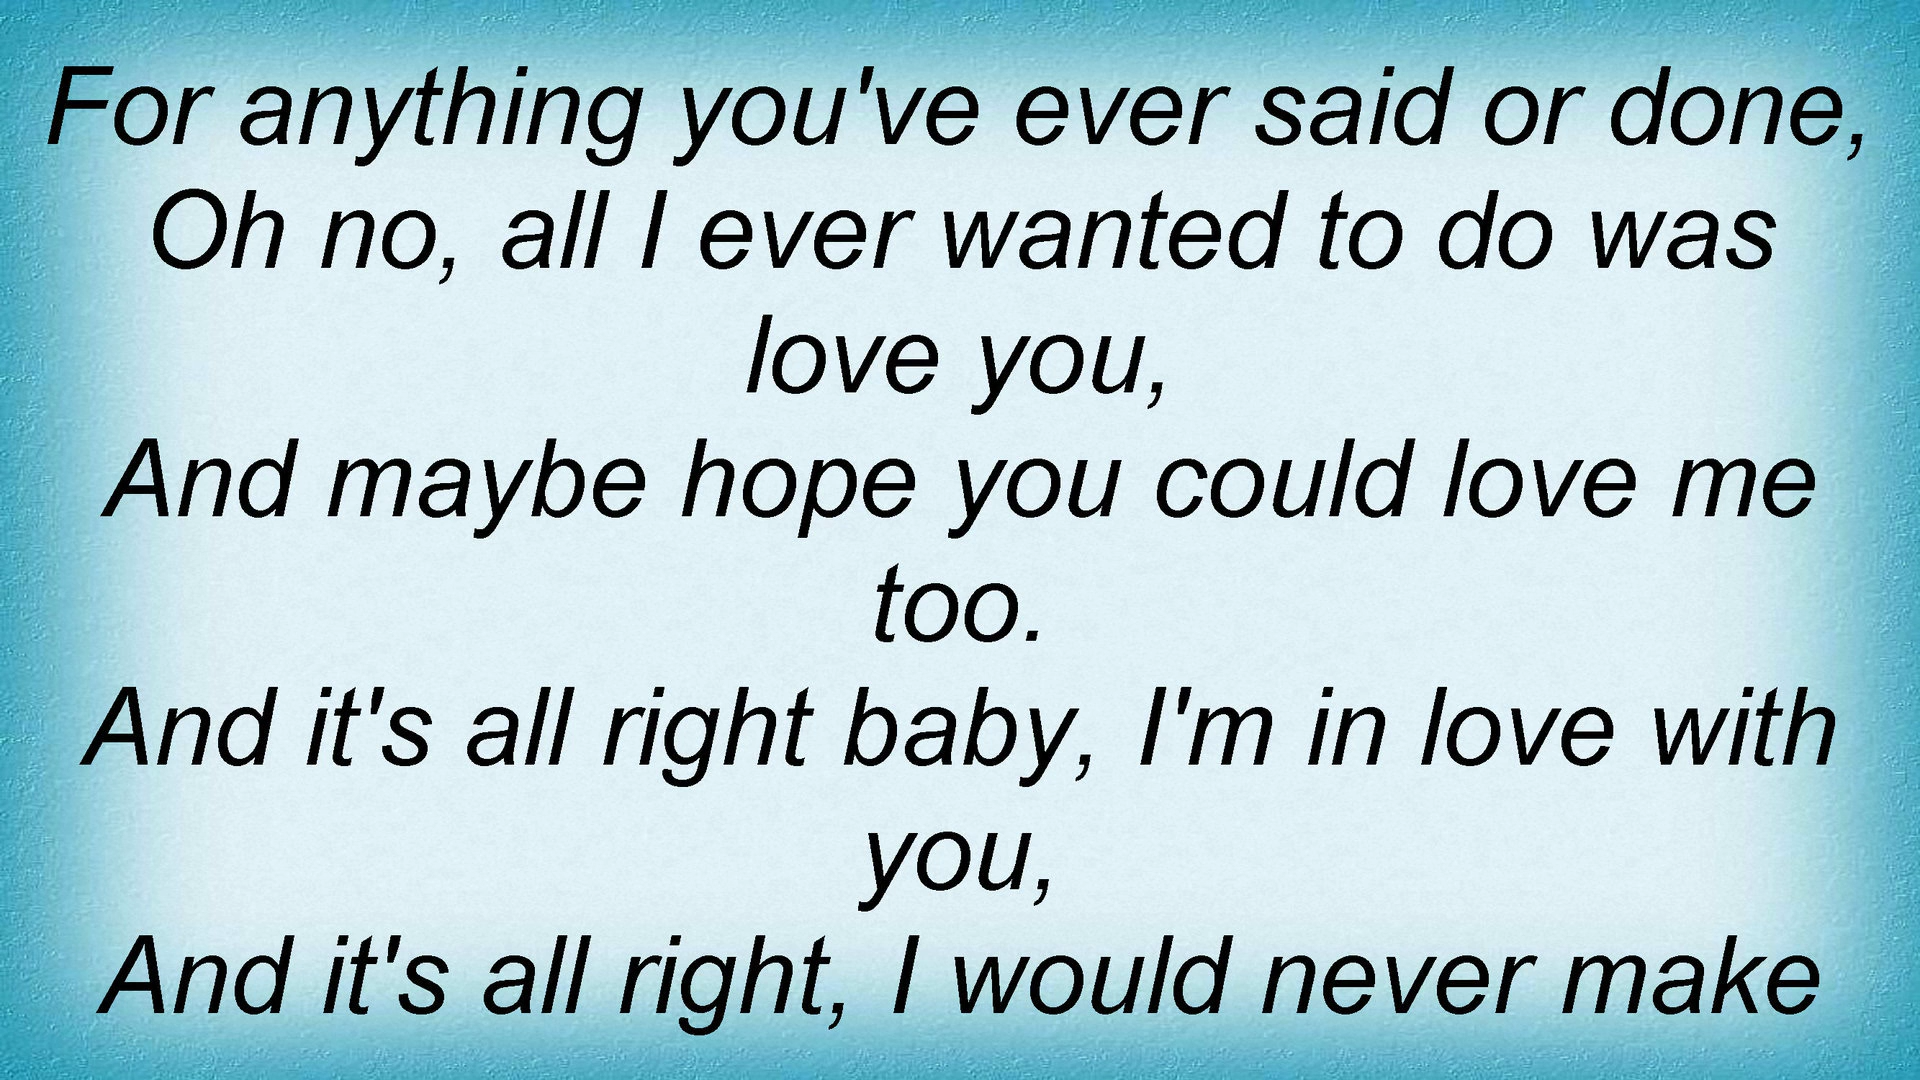 For anything you've ever said or done,
Oh no, all I ever wanted to do was
love you,
And maybe hope you could love me
too.
And it's all right baby, I'm in love with
you,
And it's all right, I would never make